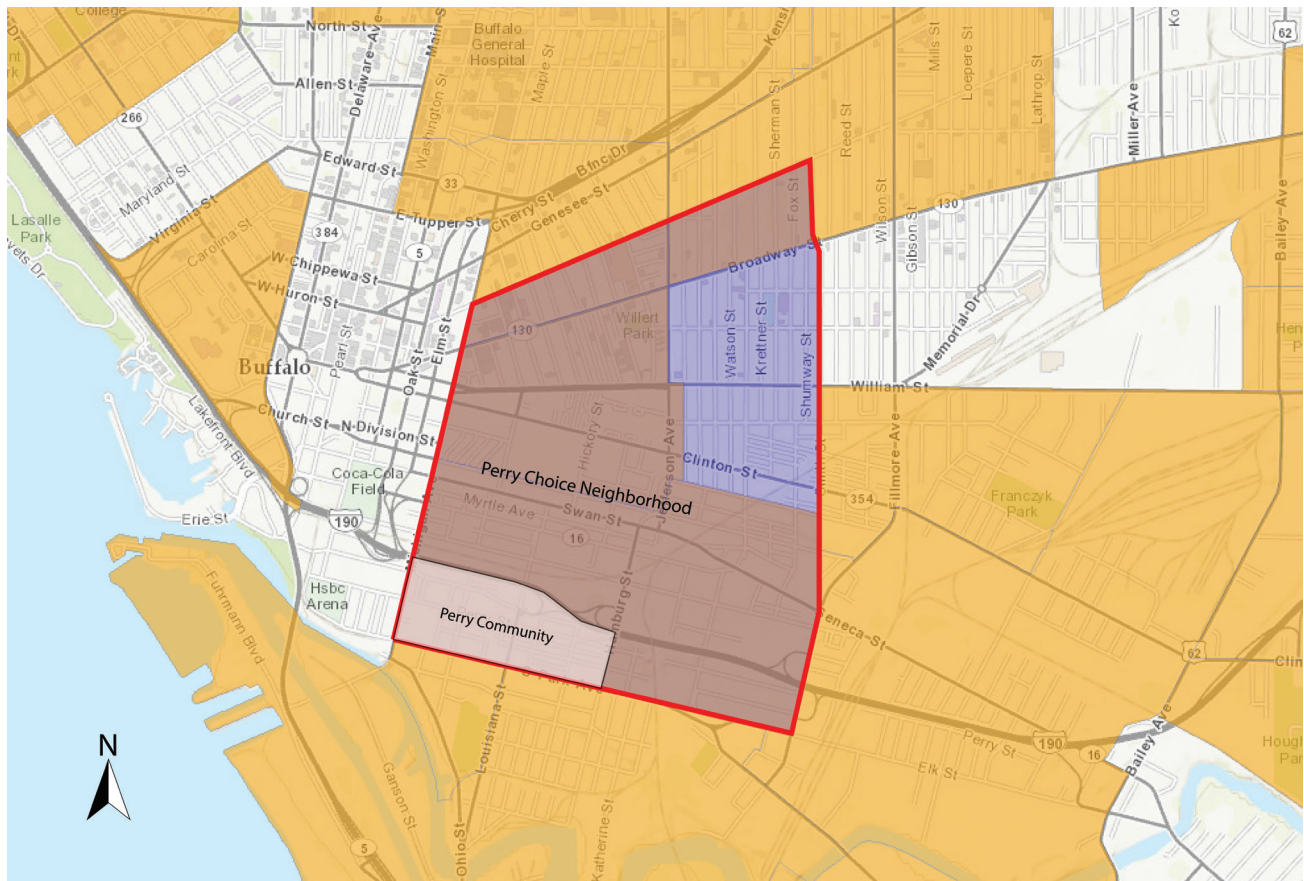 College
North-St
Buffalo
General
Hospital
Maple St
Mills St
Loepere St
Lathrop St
Ko
62
Allen-St
Delaware-Ave
Main-S
Washington St
Kensi
Sherman St
Reed St
Miller-Ave
266
Maryland St
Edward St
33
Bfnc Dr
Cherry-St
Genesee-St
Fox St
Wilson St
Gibson St
130
Bailey-Ave
Lasalle
Park
Virginia-St
Carolina St
384
E-Tupper-St
5
Broadway-St
W-Chippewa-St
W-Huron-St
Pearl St
Oak-St
Elm-St
130
Willert
Park
Watson St
Krettner St
Shumway St
Memorial-Dr
Buffalo
William-St
Lakefront Blvd
Church-St
N-Division-St
Hickory St
Jefferson-Ave
Clinton-St
Fillmore-Ave
354
Franczyk
Park
Coca-Cola
Field
Perry Choice Neighborhood
Myrtle Ave
Swan-St
16
Erie St
190
Hsbc
Arena
Fuhrmann Blvd
Perry Community
Seneca-St
62
Clin
Louisiana-St
Perry St
190
16
Bailey-Ave
Elk St
N
Ganson St
Katherine St
Ohio-St
5